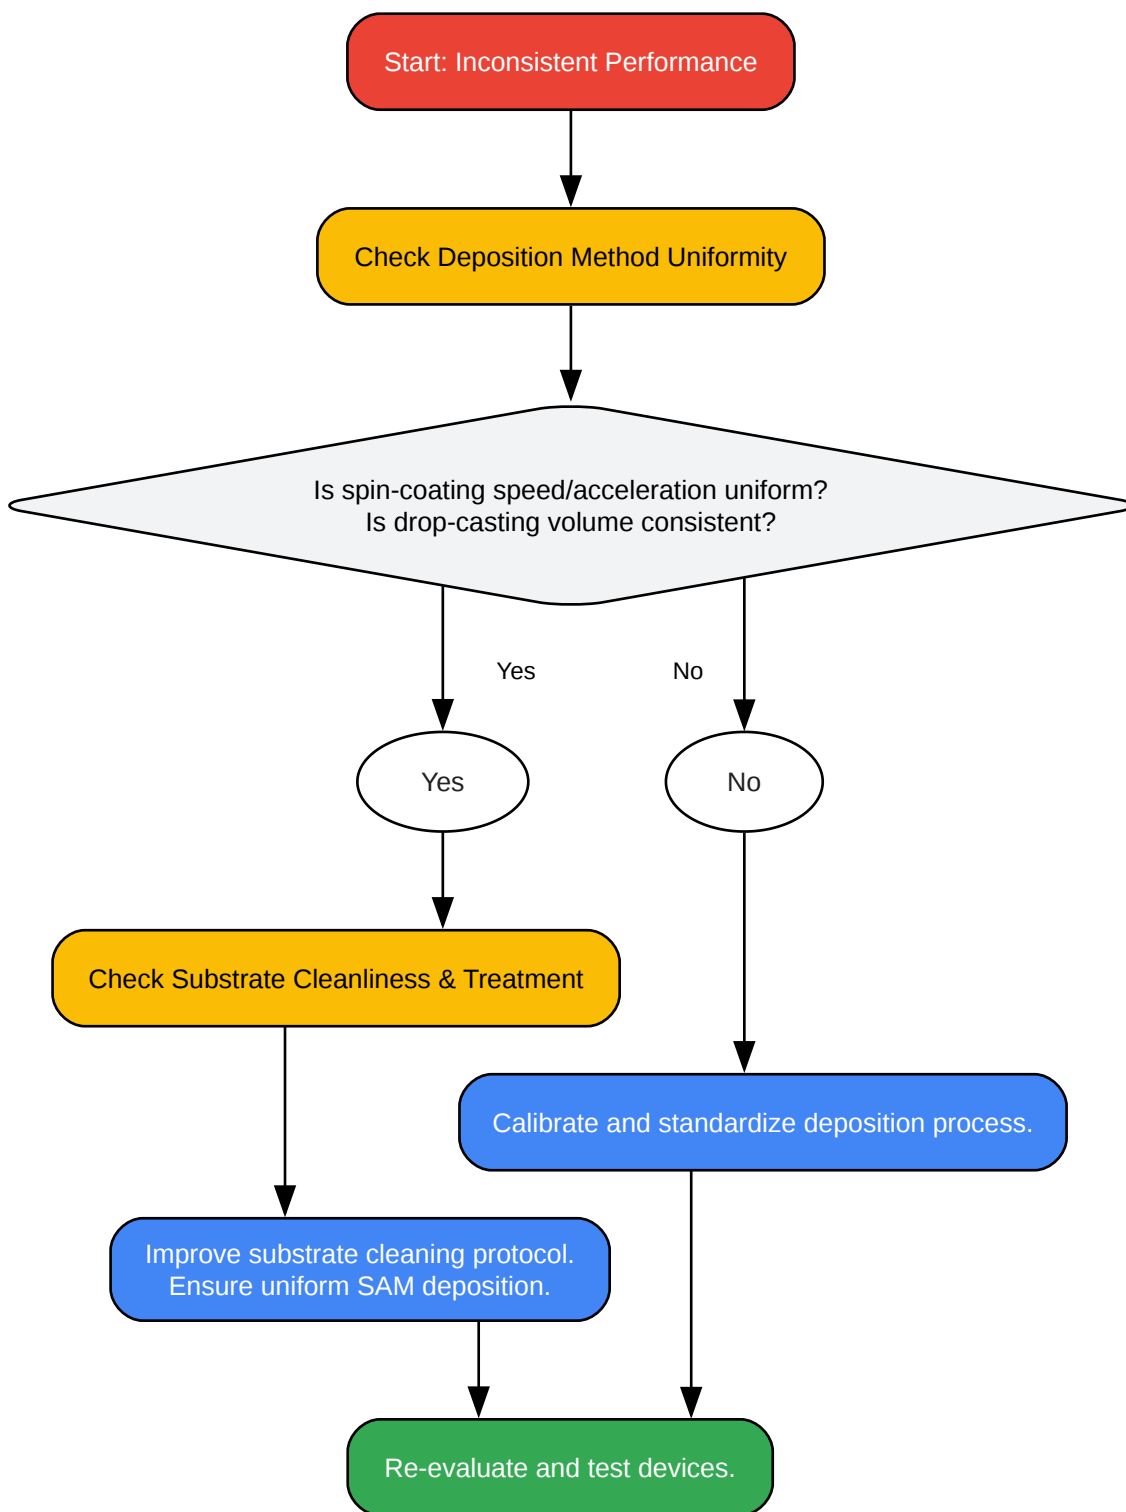 Start: Inconsistent Performance
Check Deposition Method Uniformity
Is spin-coating speed/acceleration uniform?
Is drop-casting volume consistent?
Yes
No
Yes
No
Check Substrate Cleanliness & Treatment
Calibrate and standardize deposition process.
Improve substrate cleaning protocol.
Ensure uniform SAM deposition.
Re-evaluate and test devices.